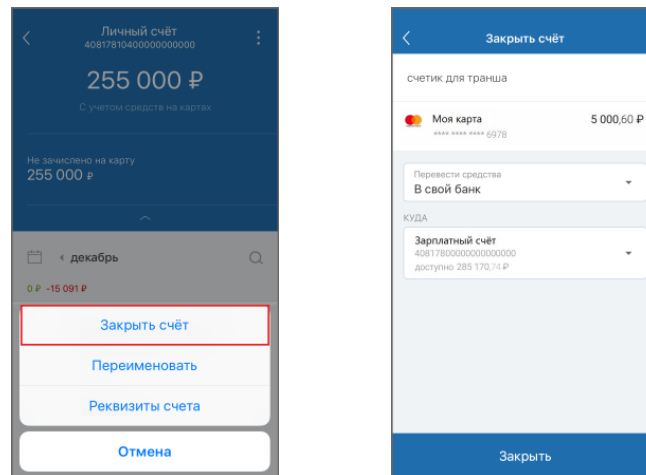 Личный счёт
40817810400000000000
255 000 ₽
С учетом средств на картах
Не зачислено на карту
255 000 ₽
декабрь
0 ₽ -15 091 ₽
Закрыть счёт
Переименовать
Реквизиты счета
Отмена
Закрыть счёт
счетик для транша
Моя карта 5 000,60 ₽
**** **** **** 6978
Перевести средства
В свой банк
КУДА
Зарплатный счёт
40817800000000000000
доступно 285 170,74 ₽
Закрыть